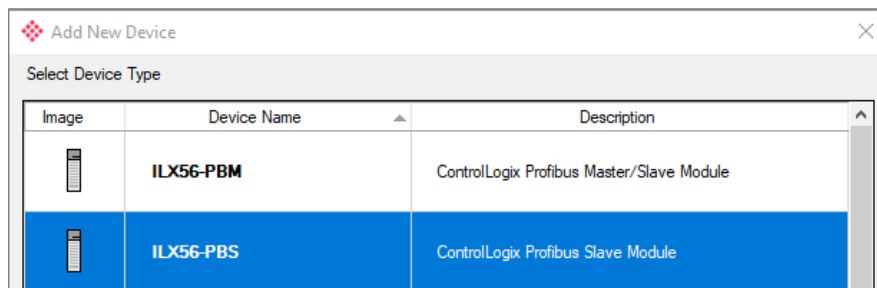 Add New Device
Select Device Type
Image Device Name Description
ILX56-PBM ControlLogix Profibus Master/Slave Module
ILX56-PBS ControlLogix Profibus Slave Module